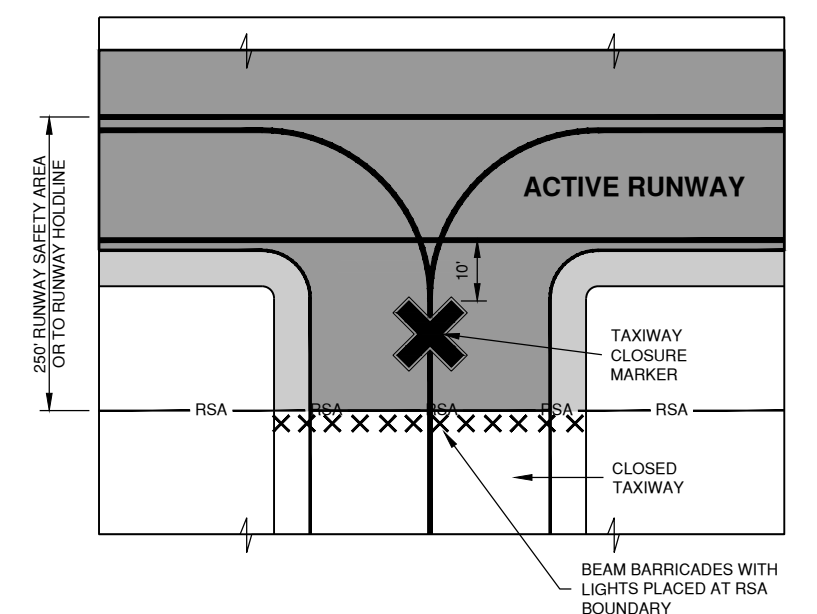 ACTIVE RUNWAY
250' RUNWAY SAFETY AREA
OR TO RUNWAY HOLDLINE
10'
TAXIWAY
CLOSURE
MARKER
RSA RSA RSA RSA RSA
CLOSED
TAXIWAY
BEAM BARRICADES WITH
LIGHTS PLACED AT RSA
BOUNDARY